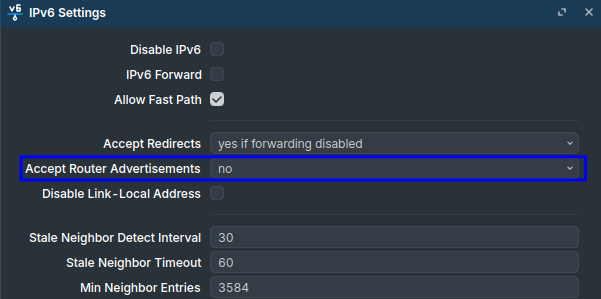 v6 IPv6 Settings
Disable IPv6
IPv6 Forward
Allow Fast Path
Accept Redirects yes if forwarding disabled
Accept Router Advertisements no
Disable Link-Local Address
Stale Neighbor Detect Interval 30
Stale Neighbor Timeout 60
Min Neighbor Entries 3584